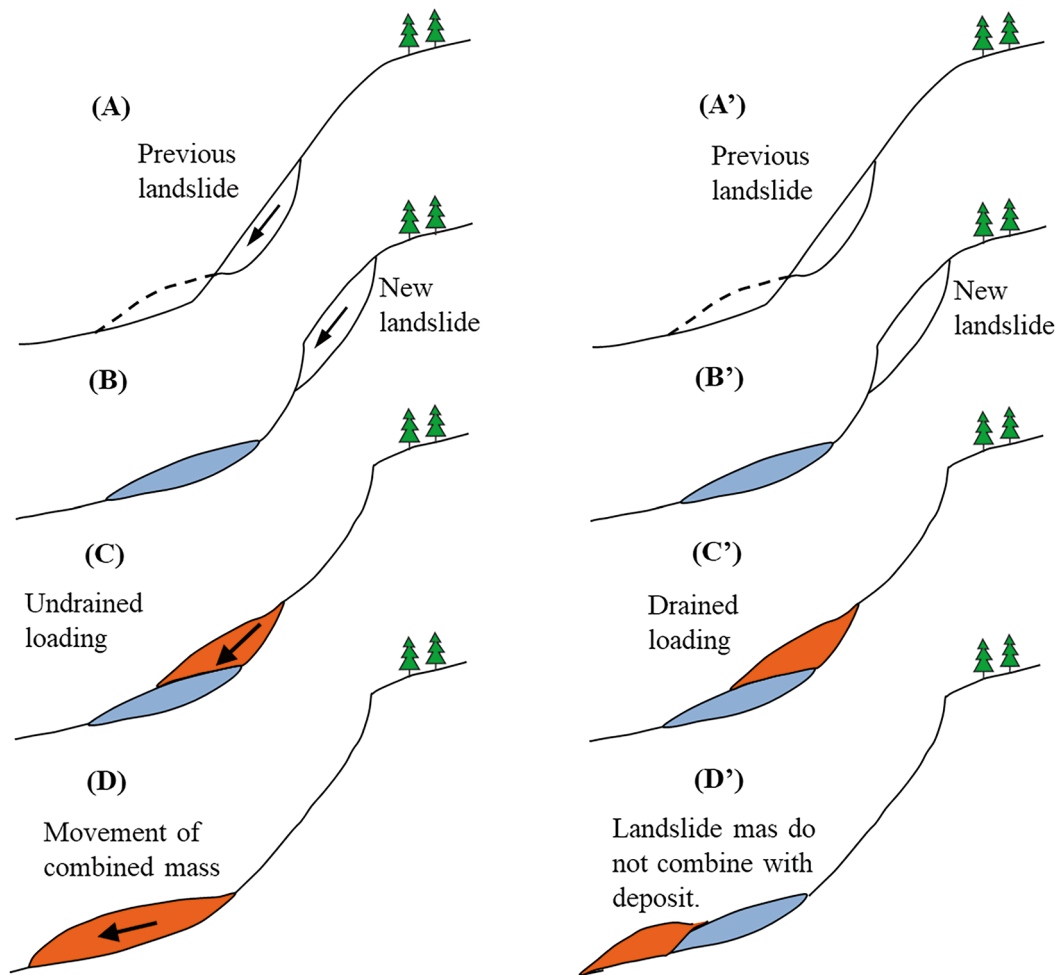 (A)
Previous
landslide
New
landslide
(B)
(C)
Undrained
loading
(D)
Movement of
combined mass
(A’)
Previous
landslide
New
landslide
(B’)
(C’)
Drained
loading
(D’)
Landslide mas do
not combine with
deposit.